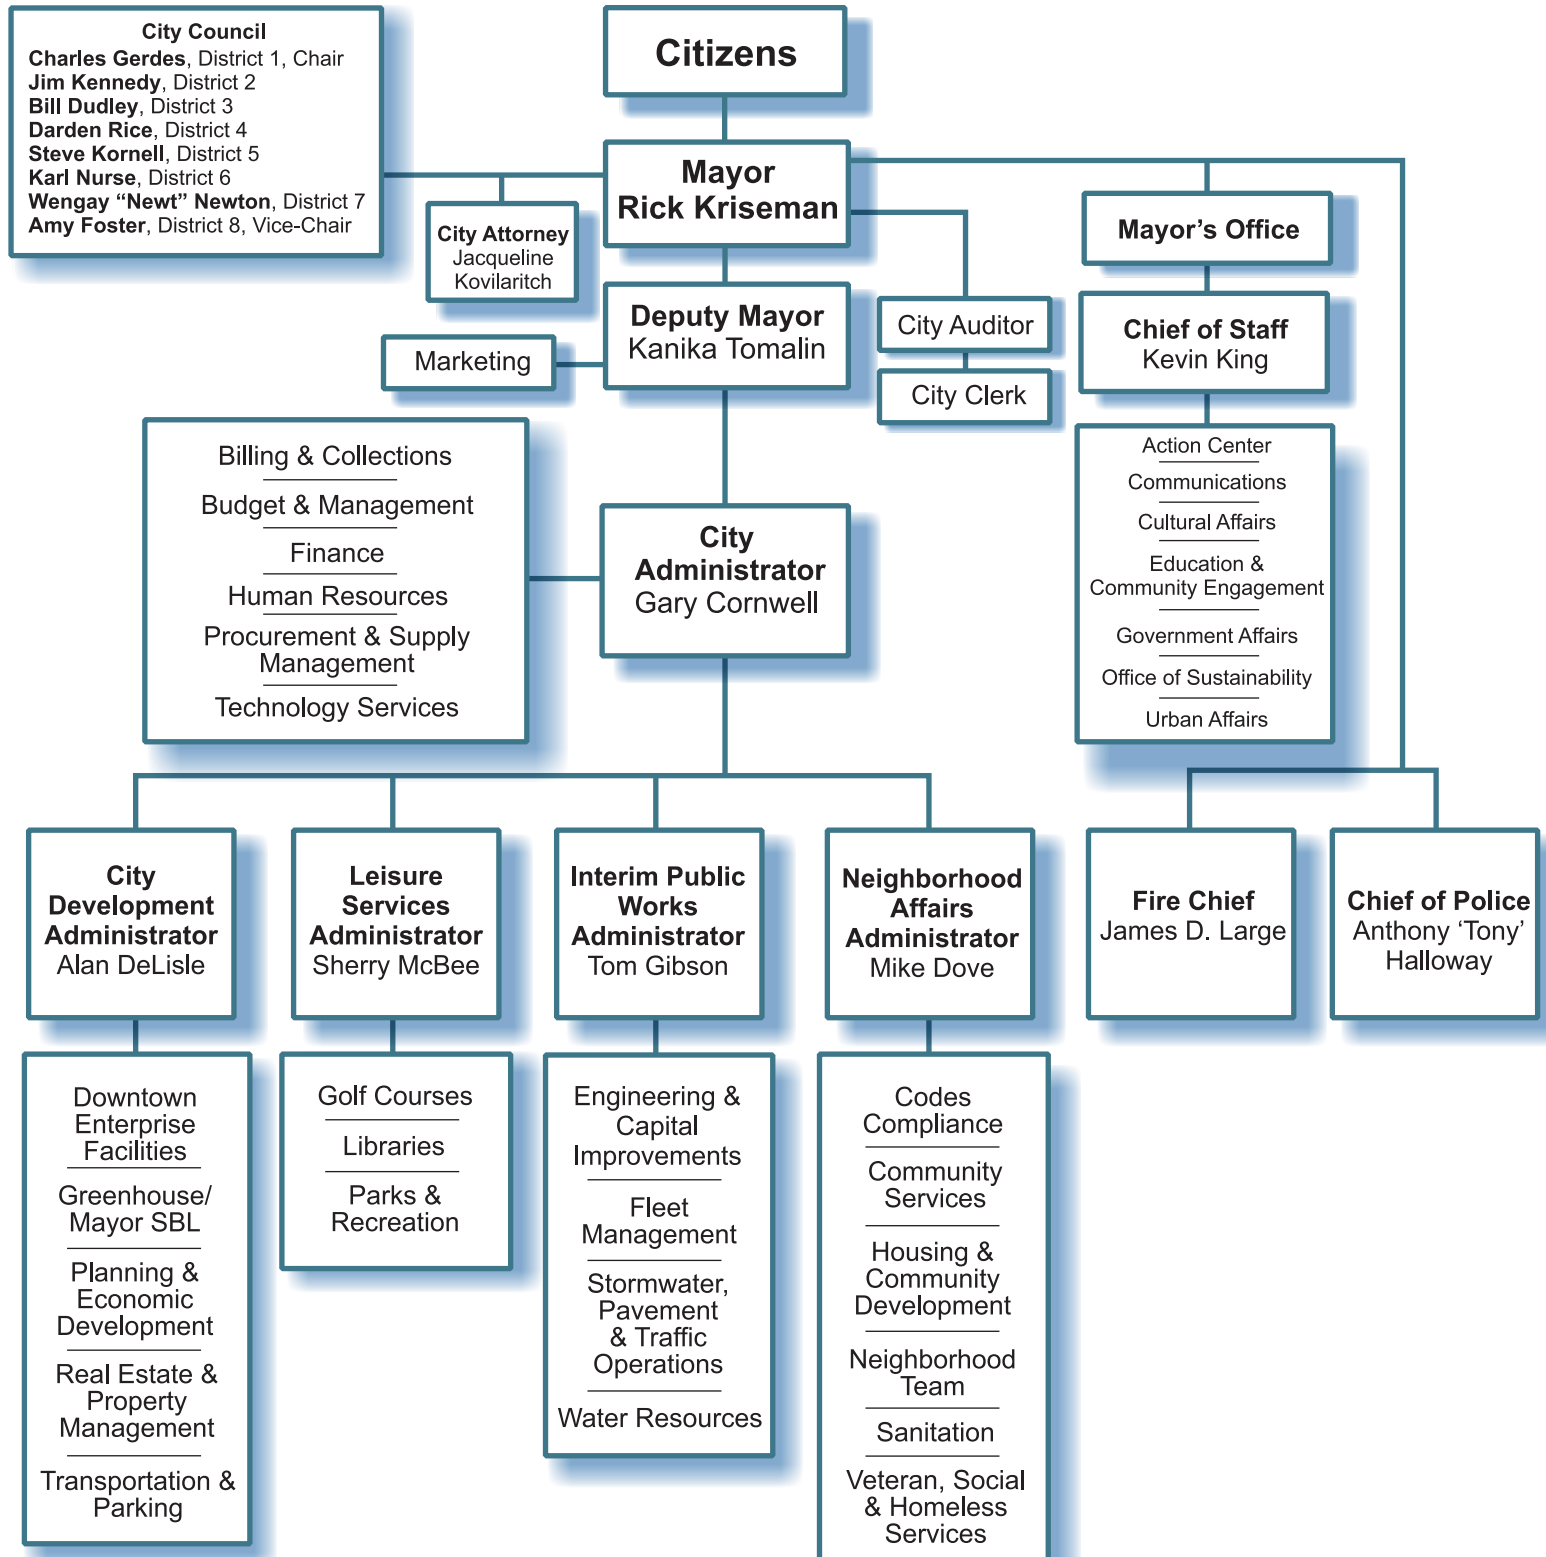 City Council
Charles Gerdes, District 1, Chair
Jim Kennedy, District 2
Bill Dudley, District 3
Darden Rice, District 4
Steve Kornell, District 5
Karl Nurse, District 6
Wengay “Newt” Newton, District 7
Amy Foster, District 8, Vice-Chair
Citizens
Mayor
Rick Kriseman
City Attorney
Jacqueline
Kovilaritch
Mayor’s Office
Deputy Mayor
Kanika Tomalin
Marketing
City Auditor
City Clerk
Chief of Staff
Kevin King
Action Center
Communications
Cultural Affairs
Education &
Community Engagement
Government Affairs
Office of Sustainability
Urban Affairs
Billing & Collections
Budget & Management
Finance
Human Resources
Procurement & Supply
Management
Technology Services
City
Administrator
Gary Cornwell
City
Development
Administrator
Alan DeLisle
Leisure
Services
Administrator
Sherry McBee
Interim Public
Works
Administrator
Tom Gibson
Neighborhood
Affairs
Administrator
Mike Dove
Fire Chief
James D. Large
Chief of Police
Anthony ‘Tony’
Halloway
Downtown
Enterprise
Facilities
Greenhouse/
Mayor SBL
Planning &
Economic
Development
Real Estate &
Property
Management
Transportation &
Parking
Golf Courses
Libraries
Parks &
Recreation
Engineering &
Capital
Improvements
Fleet
Management
Stormwater,
Pavement
& Traffic
Operations
Water Resources
Codes
Compliance
Community
Services
Housing &
Community
Development
Neighborhood
Team
Sanitation
Veteran, Social
& Homeless
Services